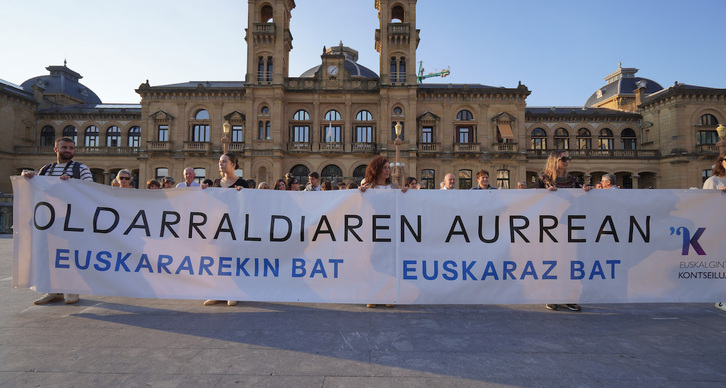 OLDARRALDIAREN AURREAN
EUSKARAREKIN BAT EUSKARAZ BAT
EUSKALGIN
KONTSEILU